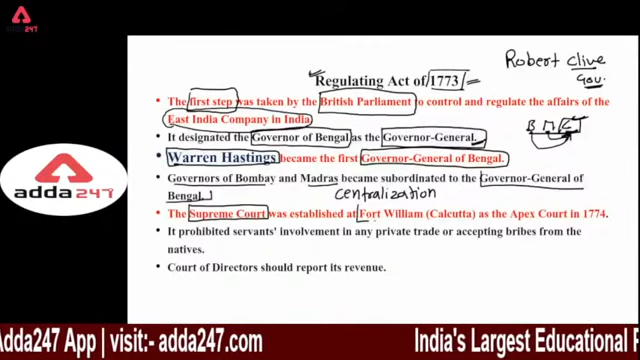 Adda247
Robert Clive
Gov.
Regulating Act of 1773
B M C
• The first step was taken by the British Parliament to control and regulate the affairs of the
East India Company in India.
• It designated the Governor of Bengal as the Governor-General.
• Warren Hastings became the first Governor-General of Bengal.
• Governors of Bombay and Madras became subordinated to the Governor-General of
Bengal.
centralization
• The Supreme Court was established at Fort William (Calcutta) as the Apex Court in 1774.
• It prohibited servants' involvement in any private trade or accepting bribes from the
natives.
• Court of Directors should report its revenue.
adda247
Adda247 App | visit:- adda247.com
India's Largest Educational